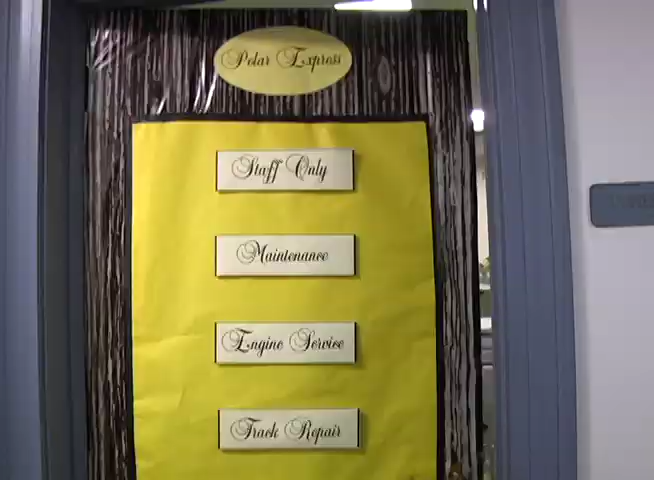 Polar Express
Staff Only
Maintenance
Engine Service
Track Repair